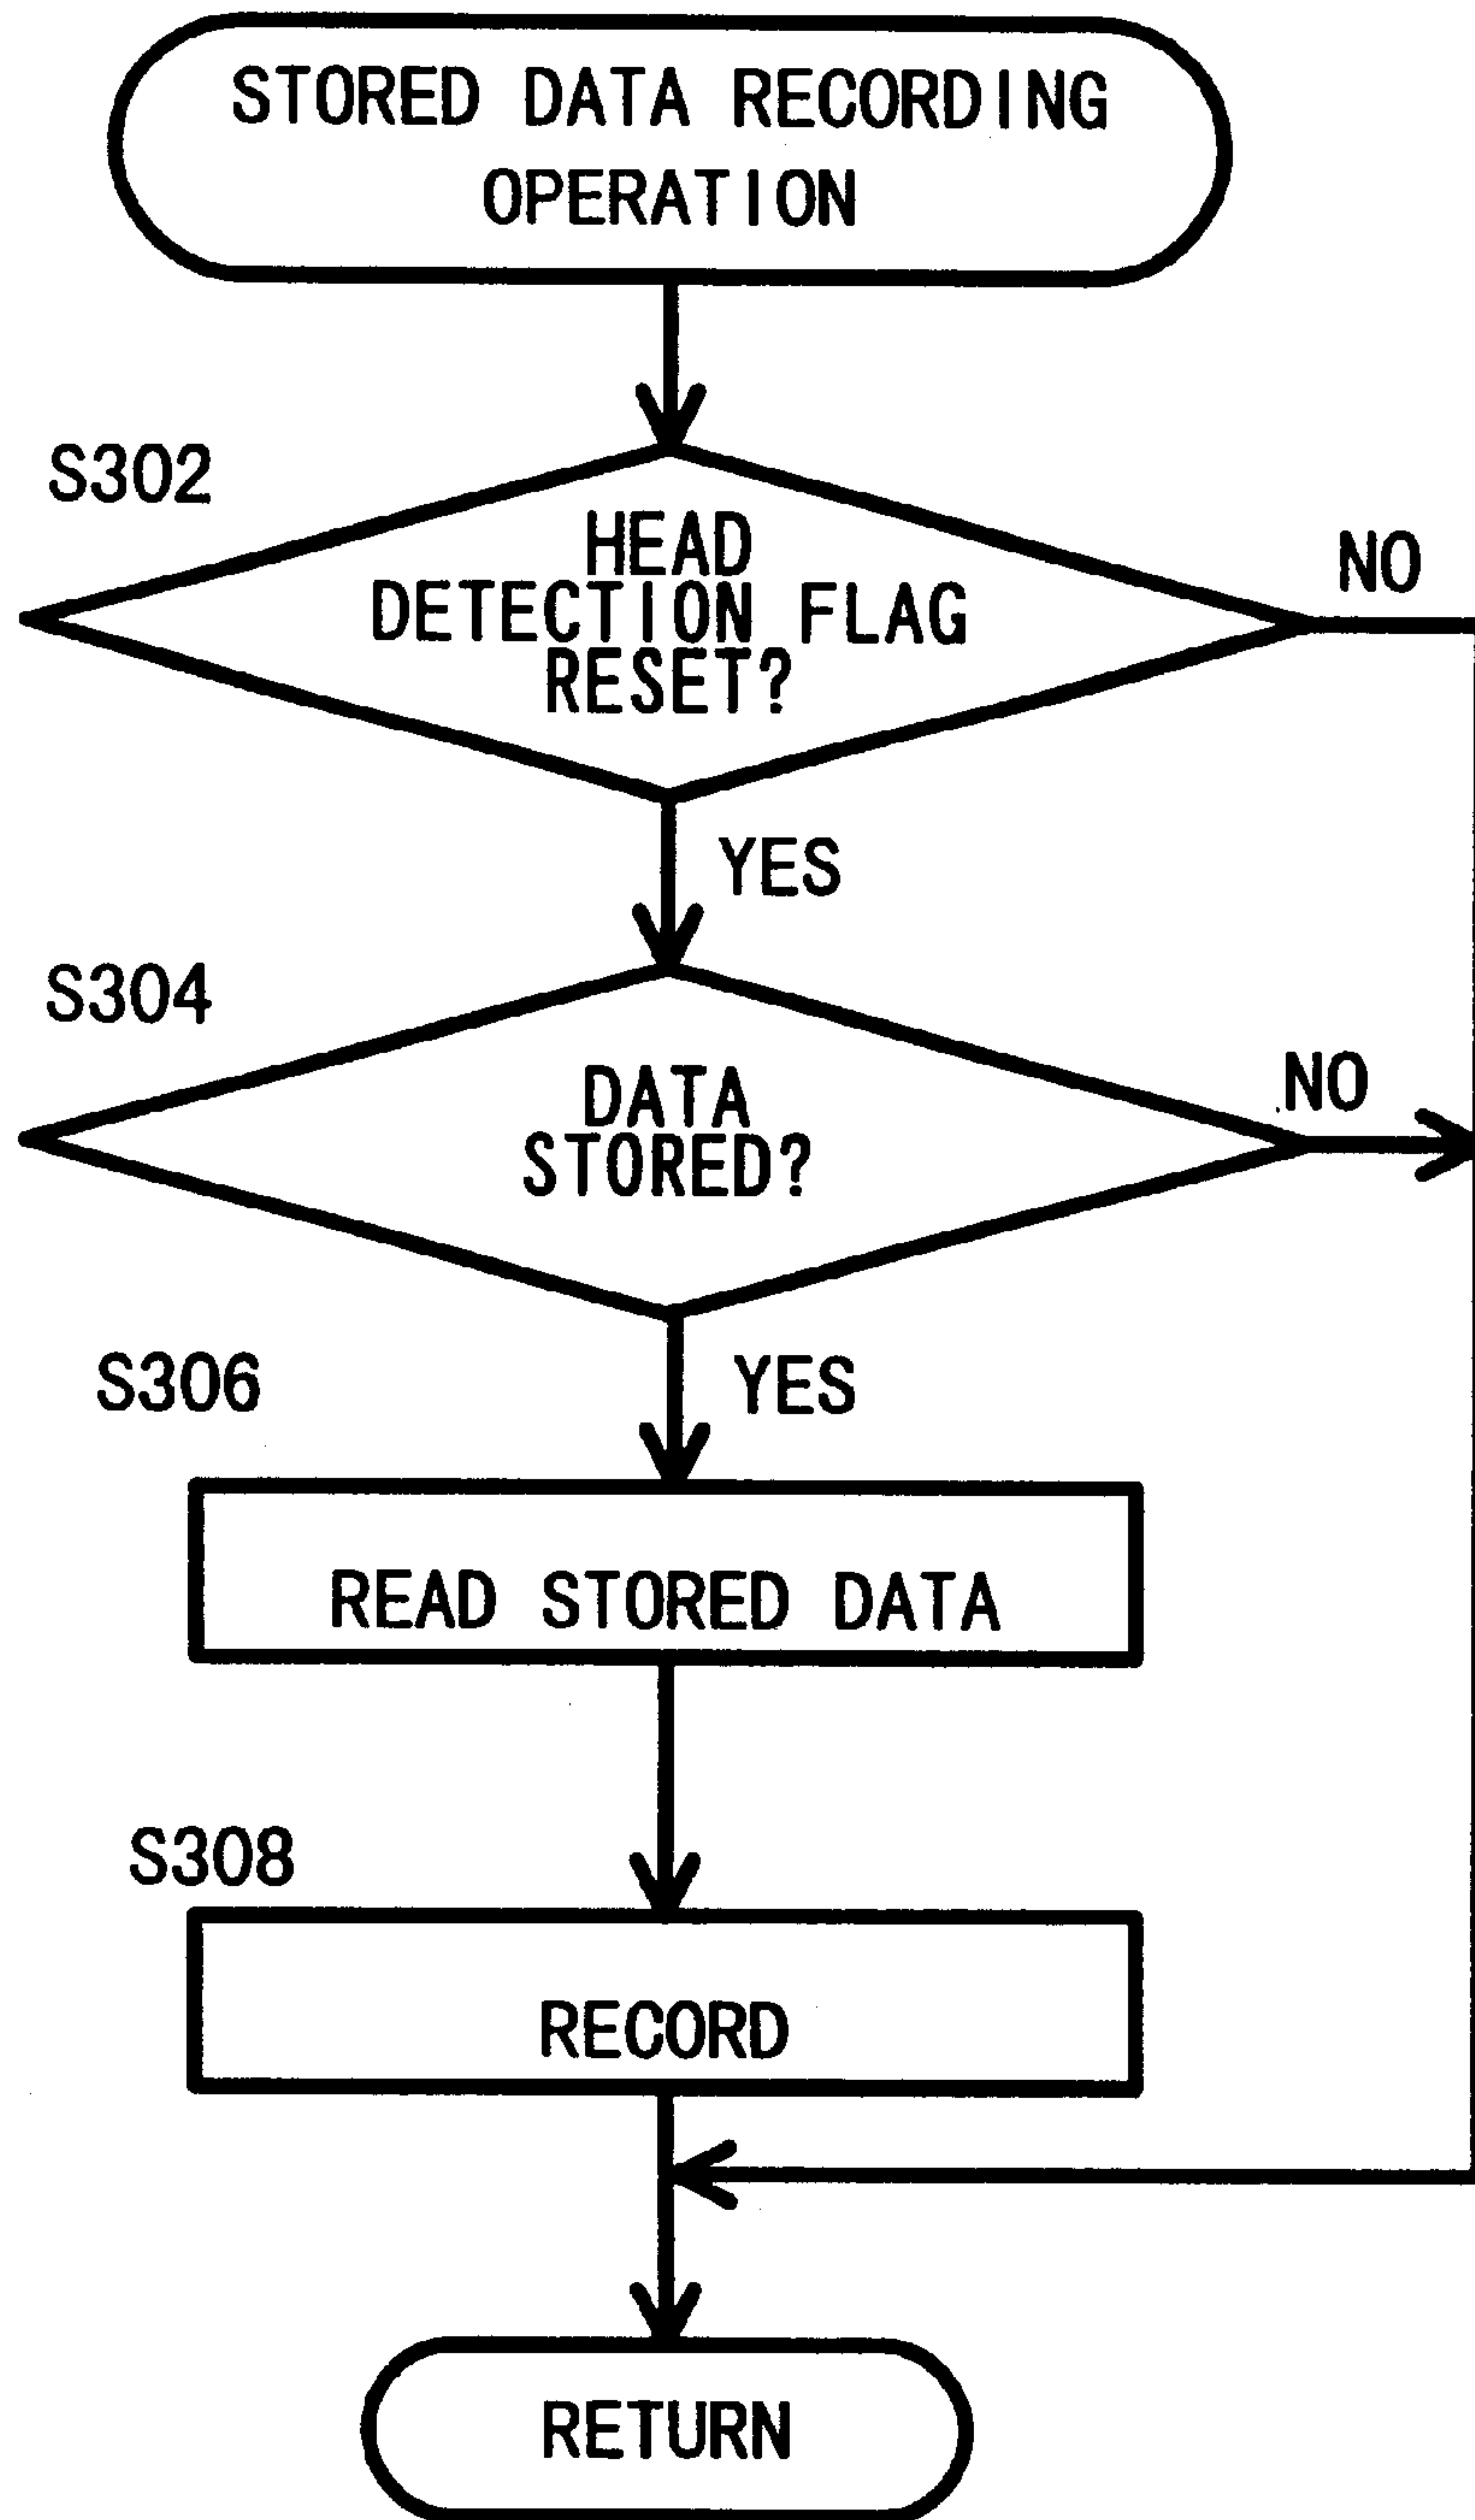 STORED DATA RECORDING
OPERATION
S302
HEAD
DETECTION FLAG
RESET?
NO
YES
S304
DATA
STORED?
NO
S306
YES
READ STORED DATA
S308
RECORD
RETURN